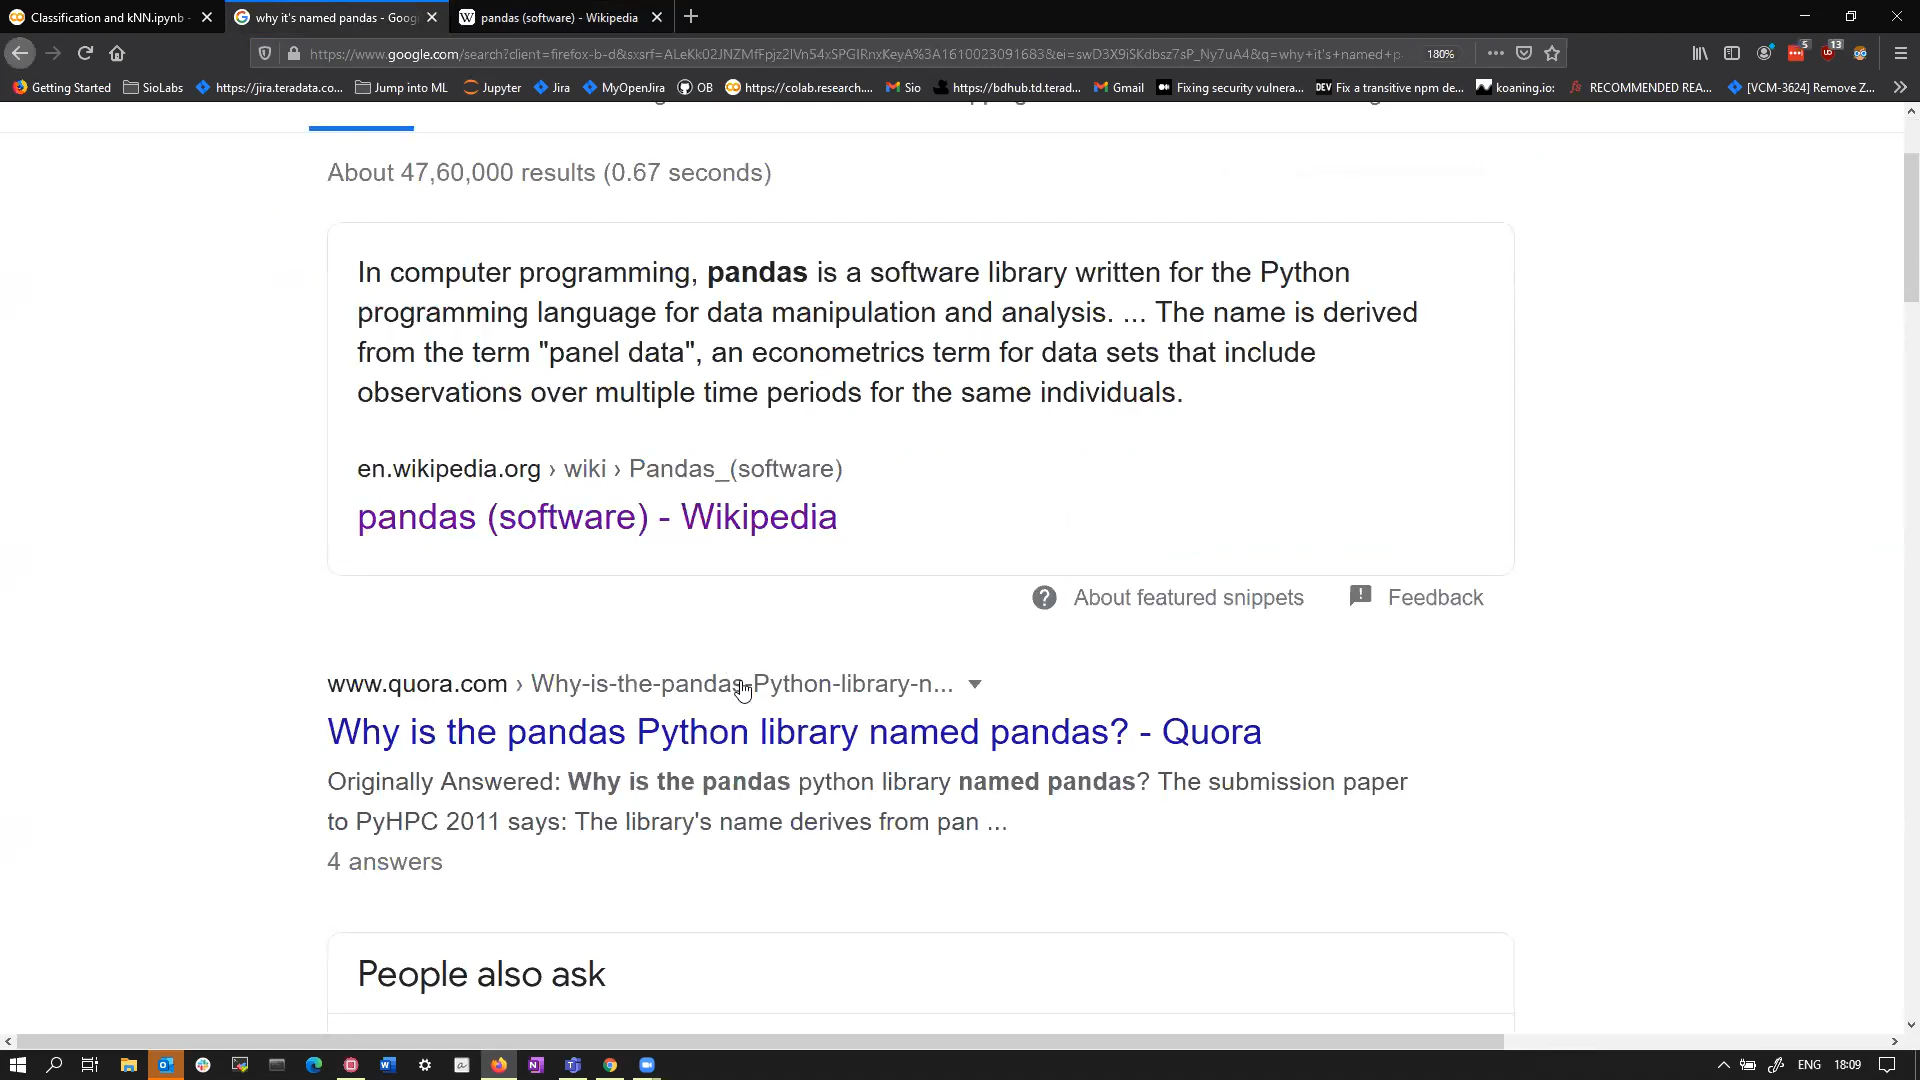 Classification and kNN.ipynb -
why it's named pandas - Goog
pandas (software) - Wikipedia
https://www.google.com/search?client=firefox-b-d&sxsrf=ALeKk02JNZMfFpjz2IVn54xSPGIRnxKeyA%3A1610023091683&ei=swD3X9iSKdbsz7sP_Ny7uA4&q=why+it's+named+p
180%
5
13
Getting Started
SioLabs
https://jira.teradata.co...
Jump into ML
Jupyter
Jira
MyOpenJira
OB
https://colab.research....
Sio
https://bdhub.td.terad...
Gmail
Fixing security vulnera...
DEV Fix a transitive npm de...
koaning.io:
RECOMMENDED REA...
[VCM-3624] Remove Z...
About 47,60,000 results (0.67 seconds)
In computer programming, pandas is a software library written for the Python
programming language for data manipulation and analysis. ... The name is derived
from the term "panel data", an econometrics term for data sets that include
observations over multiple time periods for the same individuals.
en.wikipedia.org › wiki › Pandas_(software)
pandas (software) - Wikipedia
About featured snippets
Feedback
www.quora.com › Why-is-the-pandas-Python-library-n...
Why is the pandas Python library named pandas? - Quora
Originally Answered: Why is the pandas python library named pandas? The submission paper
to PyHPC 2011 says: The library's name derives from pan ...
4 answers
People also ask
ENG
18:09